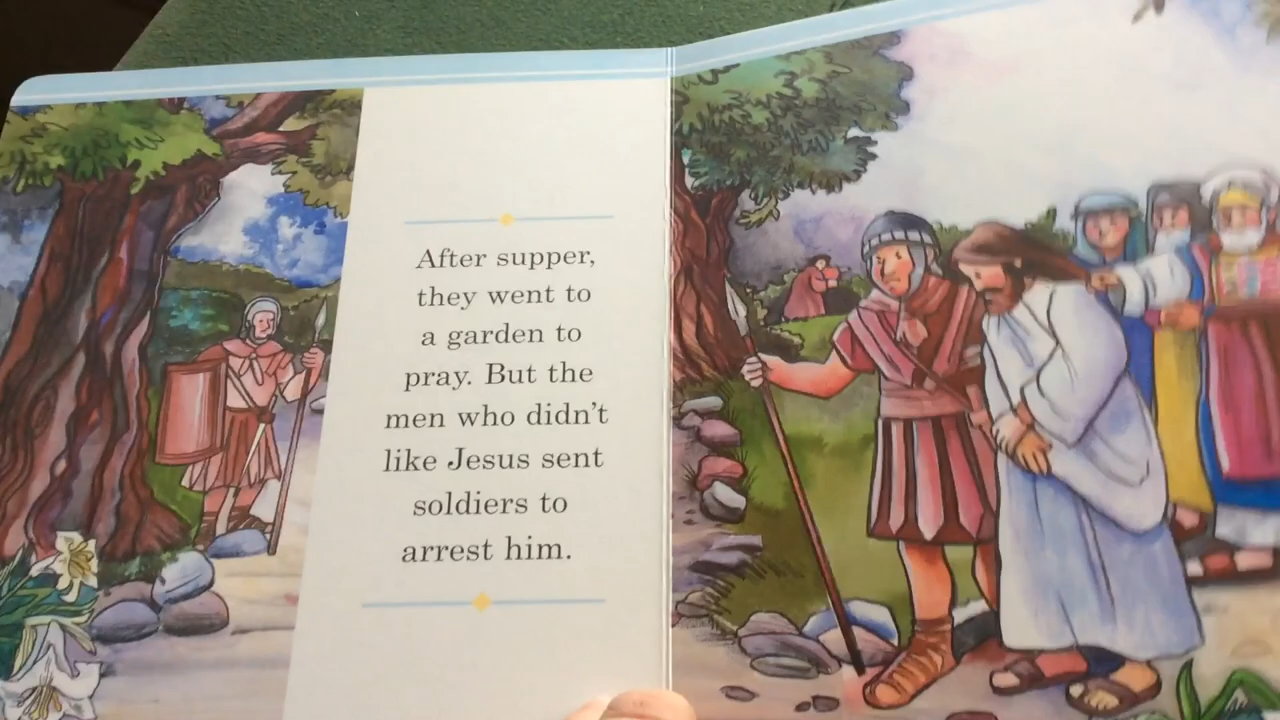 After supper,
they went to
a garden to
pray. But the
men who didn't
like Jesus sent
soldiers to
arrest him.